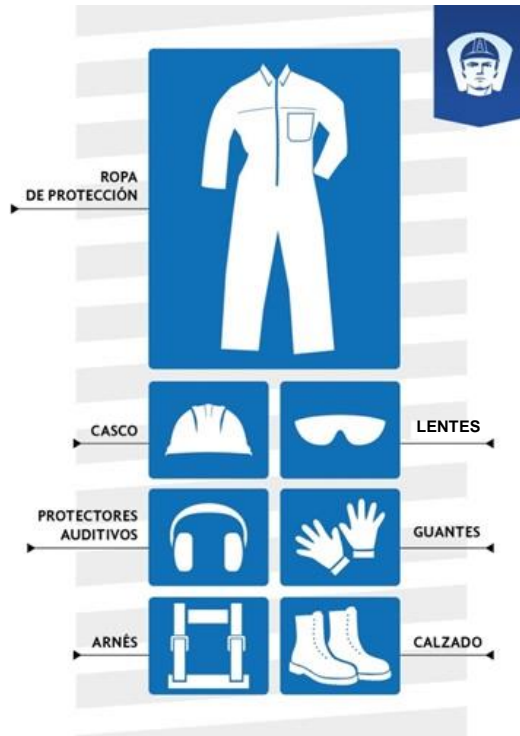 ROPA
DE PROTECCIÓN
CASCO
LENTES
PROTECTORES
AUDITIVOS
GUANTES
ARNÉS
CALZADO